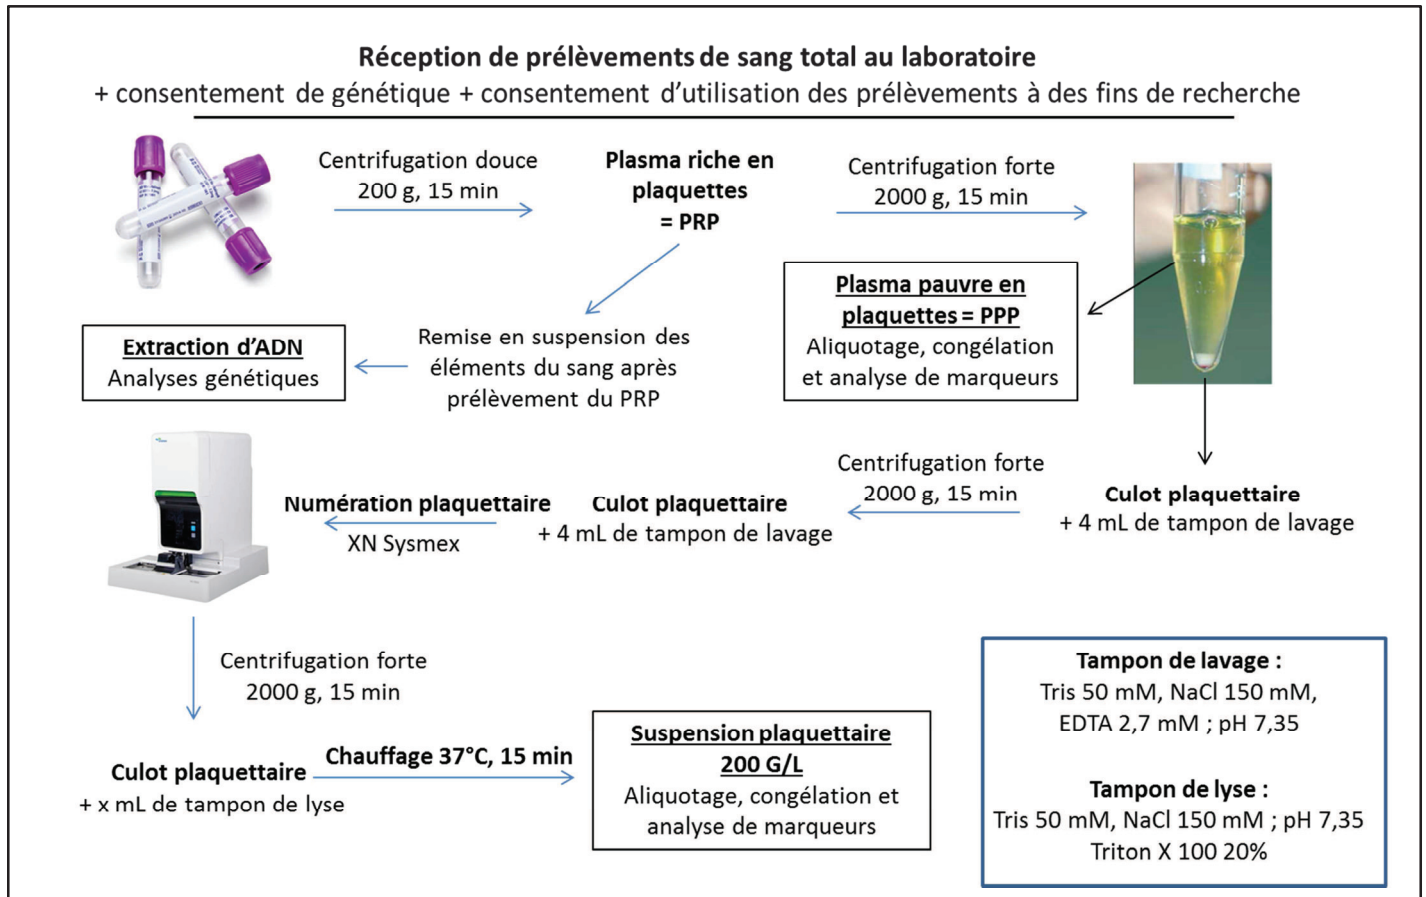 Réception de prélèvements de sang total au laboratoire
+ consentement de génétique + consentement d'utilisation des prélèvements à des fins de recherche
Centrifugation douce
200 g, 15 min
Plasma riche en
plaquettes
= PRP
Centrifugation forte
2000 g, 15 min
Plasma pauvre en
plaquettes = PPP
Aliquotage, congélation
et analyse de marqueurs
Remise en suspension des
éléments du sang après
prélèvement du PRP
Extraction d'ADN
Analyses génétiques
Culot plaquettaire
+ 4 mL de tampon de lavage
Centrifugation forte
2000 g, 15 min
Culot plaquettaire
+ 4 mL de tampon de lavage
Numération plaquettaire
XN Sysmex
Centrifugation forte
2000 g, 15 min
Culot plaquettaire
+ x mL de tampon de lyse
Chauffage 37°C, 15 min
Suspension plaquettaire
200 G/L
Aliquotage, congélation et
analyse de marqueurs
Tampon de lavage :
Tris 50 mM, NaCl 150 mM,
EDTA 2,7 mM ; pH 7,35
Tampon de lyse :
Tris 50 mM, NaCl 150 mM ; pH 7,35
Triton X 100 20%